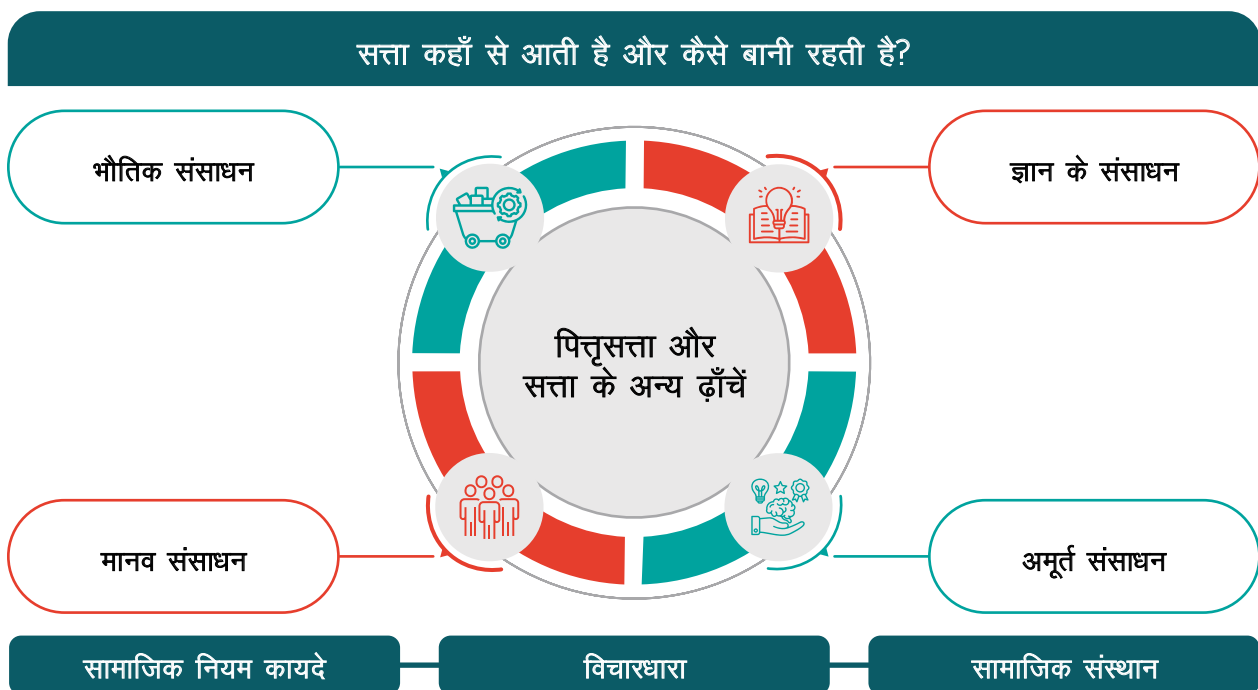 सत्ता कहाँ से आती है और कैसे बानी रहती है?
भौतिक संसाधन
ज्ञान के संसाधन
पित्तृसत्ता और
सत्ता के अन्य ढ़ाँचें
मानव संसाधन
अमूर्त संसाधन
सामाजिक नियम कायदे
विचारधारा
सामाजिक संस्थान